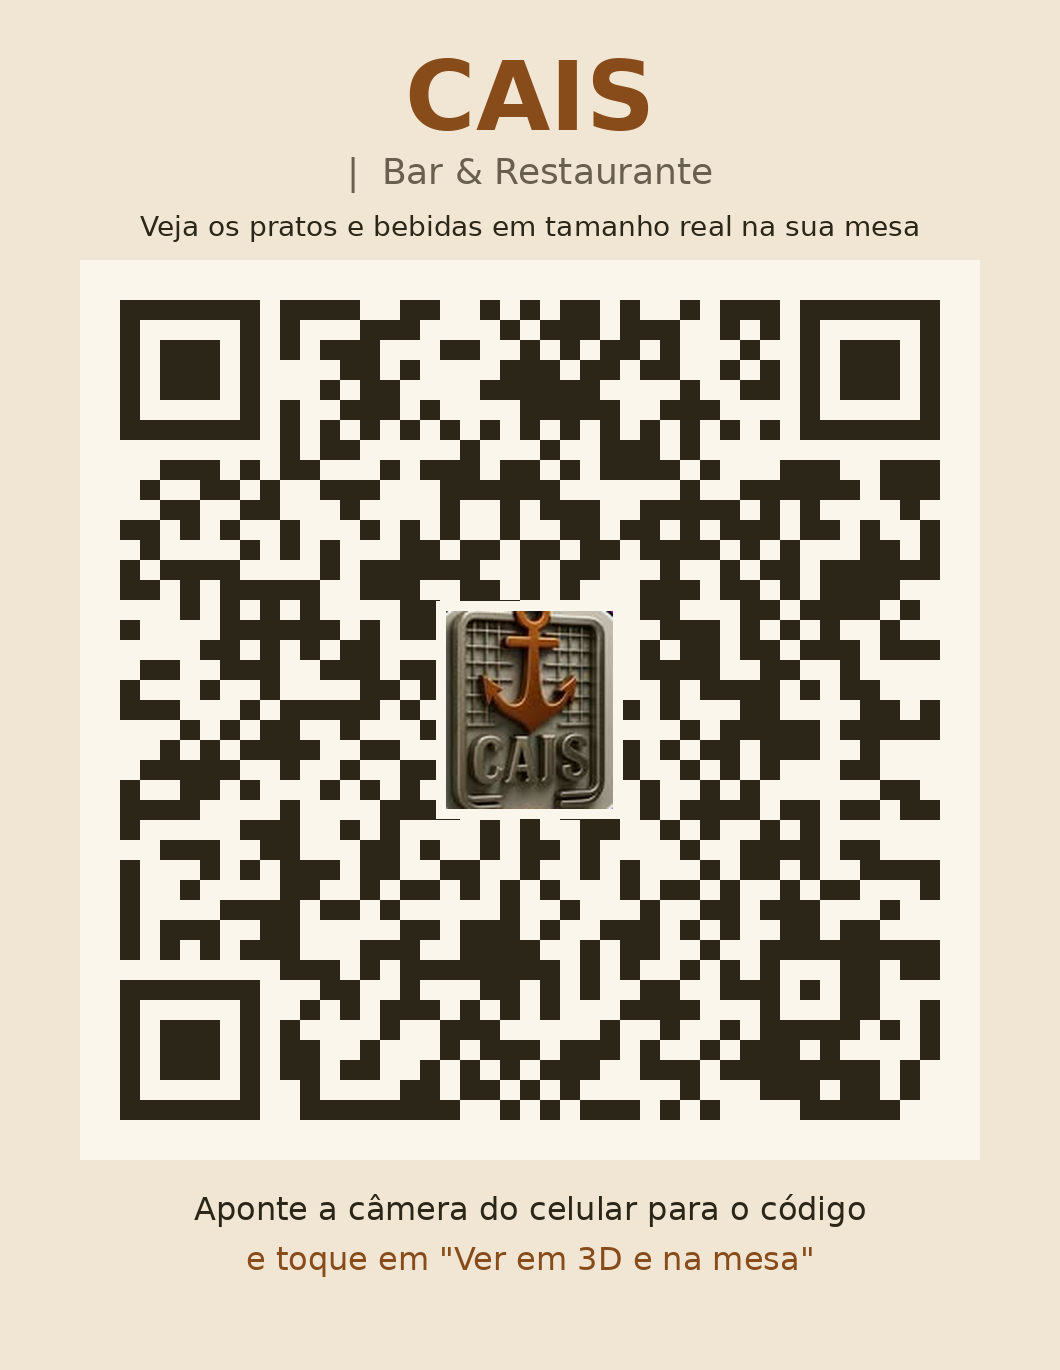 CAIS
| Bar & Restaurante
Veja os pratos e bebidas em tamanho real na sua mesa
CAIS
Aponte a câmera do celular para o código
e toque em "Ver em 3D e na mesa"